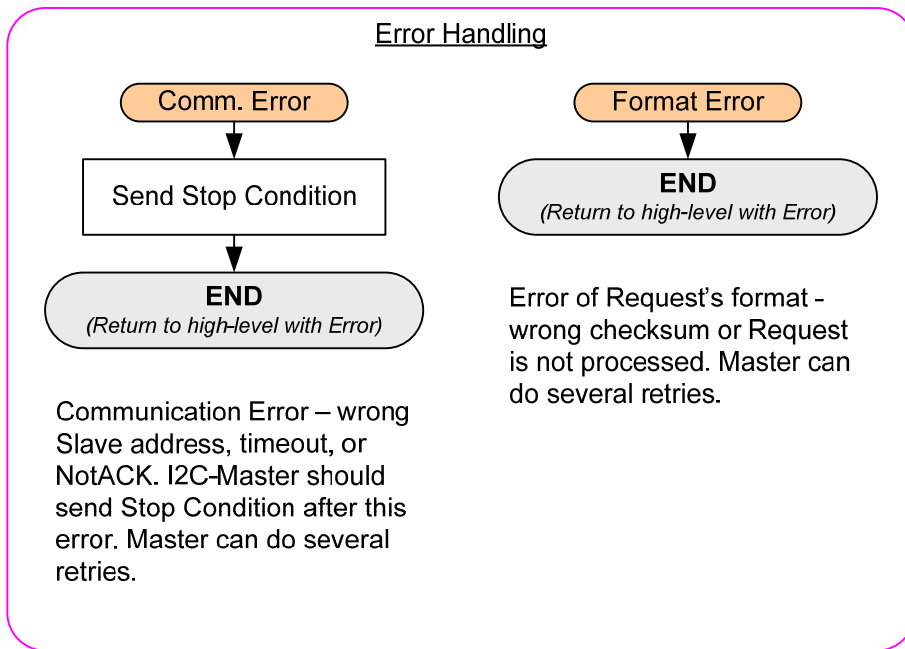 Error Handling
Comm. Error
Send Stop Condition
END
(Return to high-level with Error)
Communication Error – wrong
Slave address, timeout, or
NotACK. I2C-Master should
send Stop Condition after this
error. Master can do several
retries.
Format Error
END
(Return to high-level with Error)
Error of Request's format -
wrong checksum or Request
is not processed. Master can
do several retries.